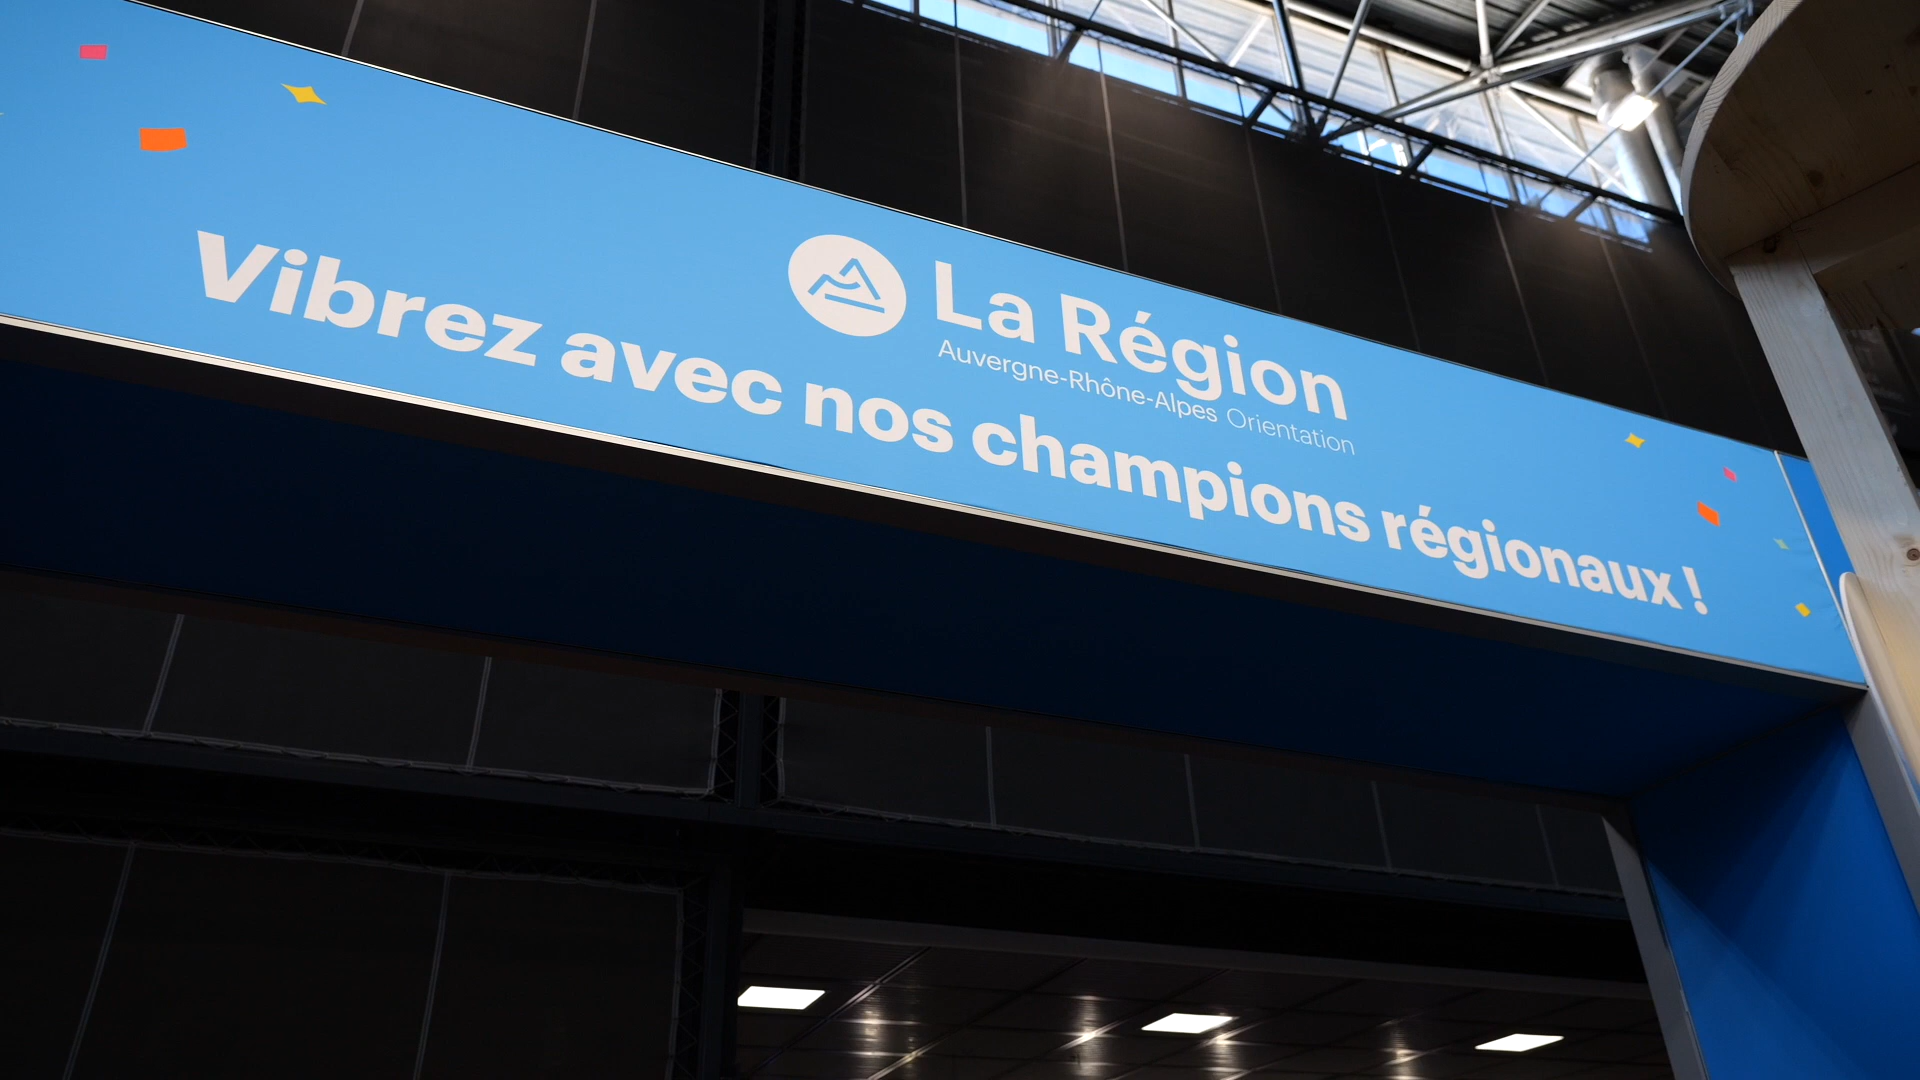 La Région
Auvergne-Rhône-Alpes Orientation
Vibrez avec nos champions régionaux !